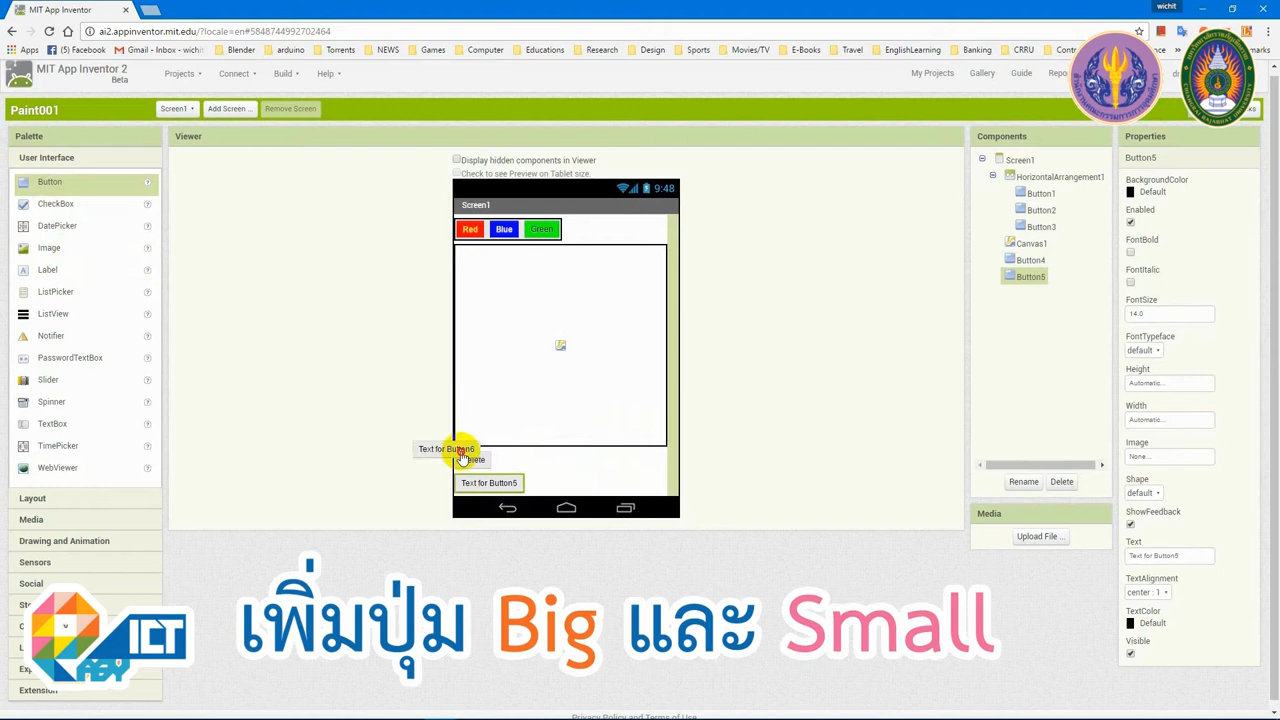 MIT App Inventor
wichit
ai2.appinventor.mit.edu/?locale=en#5848744992702464
Apps
(5) Facebook
Gmail - Inbox - wich
Blender
arduino
Torrents
NEWS
Games
Computer
Educations
Research
Design
Sports
Movies/TV
E-Books
Travel
EnglishLearning
Banking
CRRU
MIT App Inventor 2
Beta
Projects
Connect
Build
Help
My Projects
Gallery
Guide
Paint001
Screen1
Add Screen ...
Remove Screen
Palette
User Interface
Button
CheckBox
DatePicker
Image
Label
ListPicker
ListView
Notifier
PasswordTextBox
Slider
Spinner
TextBox
TimePicker
WebViewer
Layout
Media
Drawing and Animation
Sensors
Social
Extension
Viewer
Display hidden components in Viewer
Check to see Preview on Tablet size.
9:48
Screen1
Red
Blue
Green
Text for Button6
Text for Button5
Components
Screen1
HorizontalArrangement1
Button1
Button2
Button3
Canvas1
Button4
Button5
Rename
Delete
Media
Upload File ...
Properties
Button5
BackgroundColor
Default
Enabled
FontBold
FontItalic
FontSize
14.0
FontTypeface
default
Height
Automatic...
Width
Automatic...
Image
None...
Shape
default
ShowFeedback
Text
Text for Button5
TextAlignment
center : 1
TextColor
Default
Visible
ICT
เพิ่มปุ่ม Big และ Small
Privacy Policy and Terms of Use